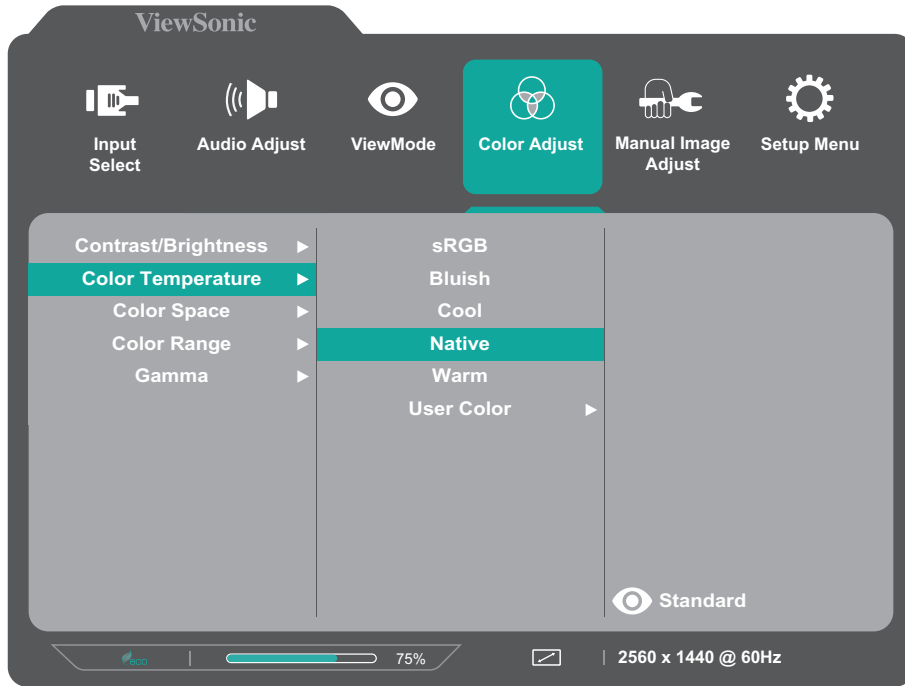 ViewSonic
Input
Select
Audio Adjust
ViewMode
Color Adjust
Manual Image
Adjust
Setup Menu
Contrast/Brightness
Color Temperature
Color Space
Color Range
Gamma
sRGB
Bluish
Cool
Native
Warm
User Color
Standard
eco
75%
2560 x 1440 @ 60Hz